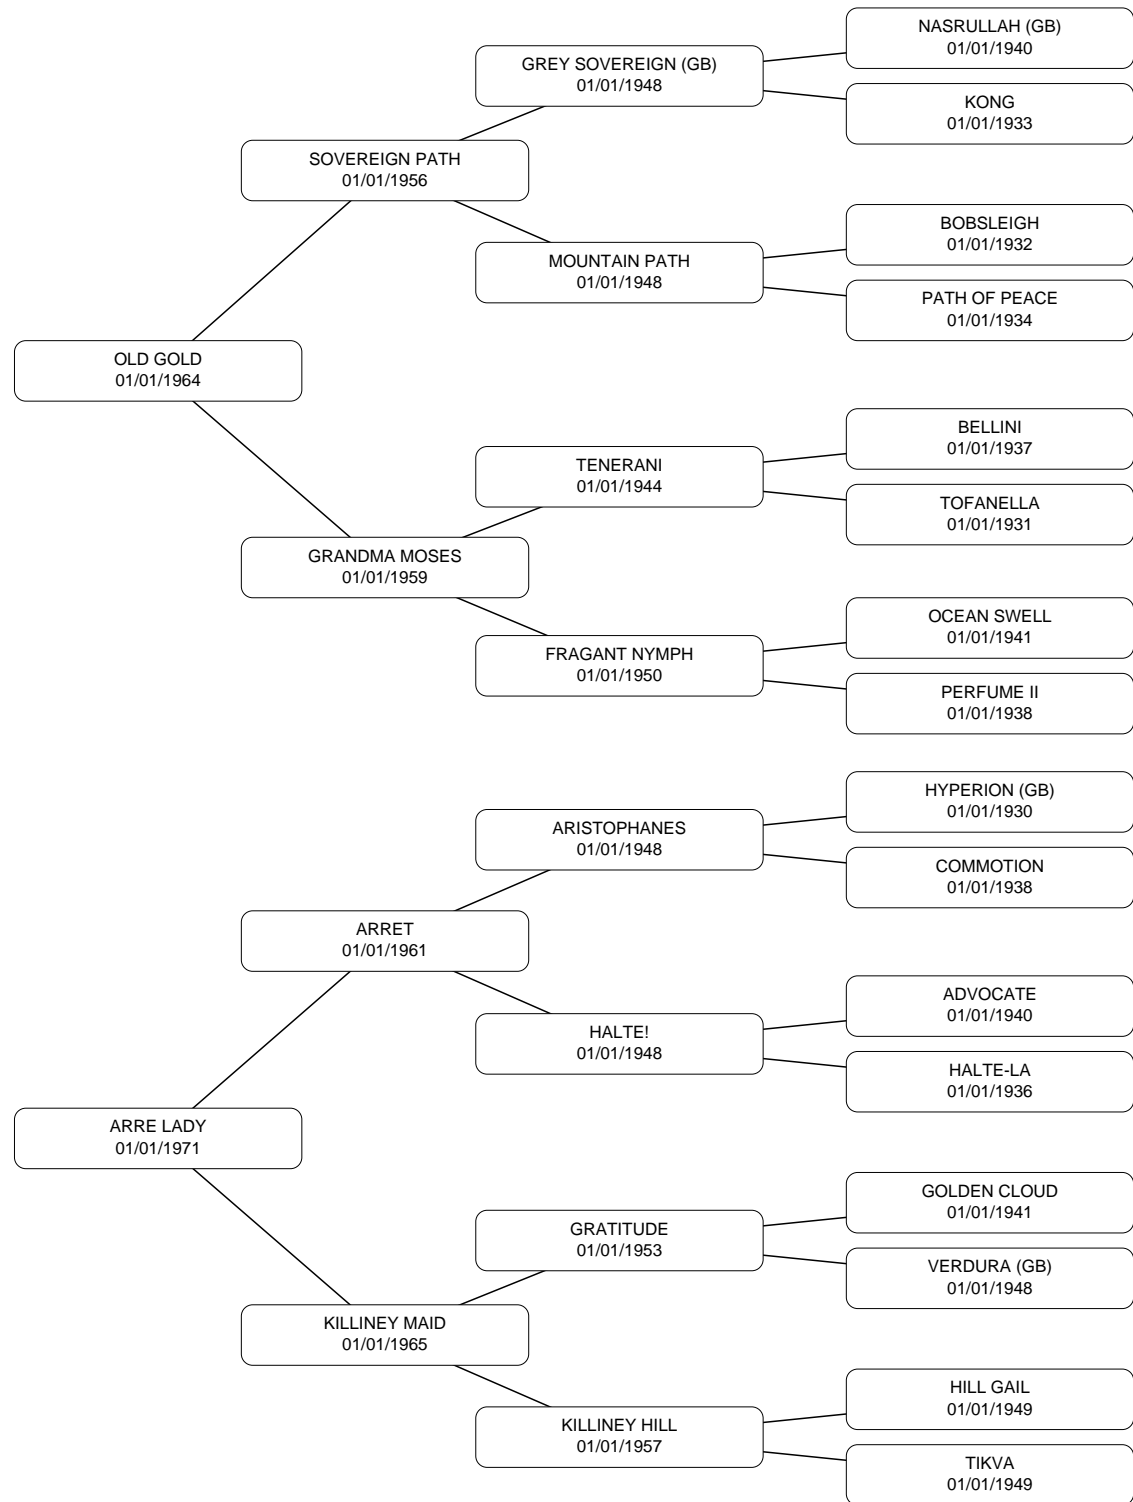 NASRULLAH (GB)
01/01/1940
GREY SOVEREIGN (GB)
01/01/1948
KONG
01/01/1933
SOVEREIGN PATH
01/01/1956
BOBSLEIGH
01/01/1932
MOUNTAIN PATH
01/01/1948
PATH OF PEACE
01/01/1934
OLD GOLD
01/01/1964
BELLINI
01/01/1937
TENERANI
01/01/1944
TOFANELLA
01/01/1931
GRANDMA MOSES
01/01/1959
OCEAN SWELL
01/01/1941
FRAGANT NYMPH
01/01/1950
PERFUME II
01/01/1938
HYPERION (GB)
01/01/1930
ARISTOPHANES
01/01/1948
COMMOTION
01/01/1938
ARRET
01/01/1961
ADVOCATE
01/01/1940
HALTE!
01/01/1948
HALTE-LA
01/01/1936
ARRE LADY
01/01/1971
GOLDEN CLOUD
01/01/1941
GRATITUDE
01/01/1953
VERDURA (GB)
01/01/1948
KILLINEY MAID
01/01/1965
HILL GAIL
01/01/1949
KILLINEY HILL
01/01/1957
TIKVA
01/01/1949